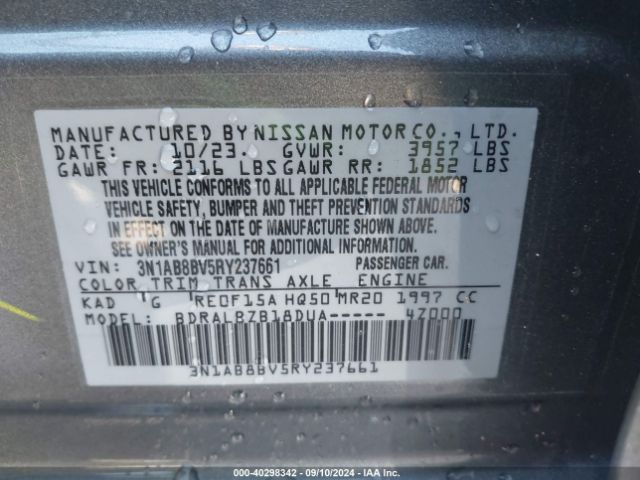 MANUFACTURED BY NISSAN MOTOR CO., LTD.
DATE: 10/23. GVWR: 3957 LBS
GAWR FR: 2116 LBS GAWR RR: 1852 LBS
THIS VEHICLE CONFORMS TO ALL APPLICABLE FEDERAL MOTOR
VEHICLE SAFETY, BUMPER AND THEFT PREVENTION STANDARDS
IN EFFECT ON THE DATE OF MANUFACTURE SHOWN ABOVE.
SEE OWNER'S MANUAL FOR ADDITIONAL INFORMATION
VIN: 3N1AB8BV5RY237661 PASSENGER CAR.
COLOR TRIM TRANS AXLE ENGINE
KAD G RE0F15A HQ50 MR20 1997 CC
MODEL: BDRALBZB18DUA----- 47000
3N1AB8BV5RY237661
000-40298342 - 09/10/2024 - IAA Inc.